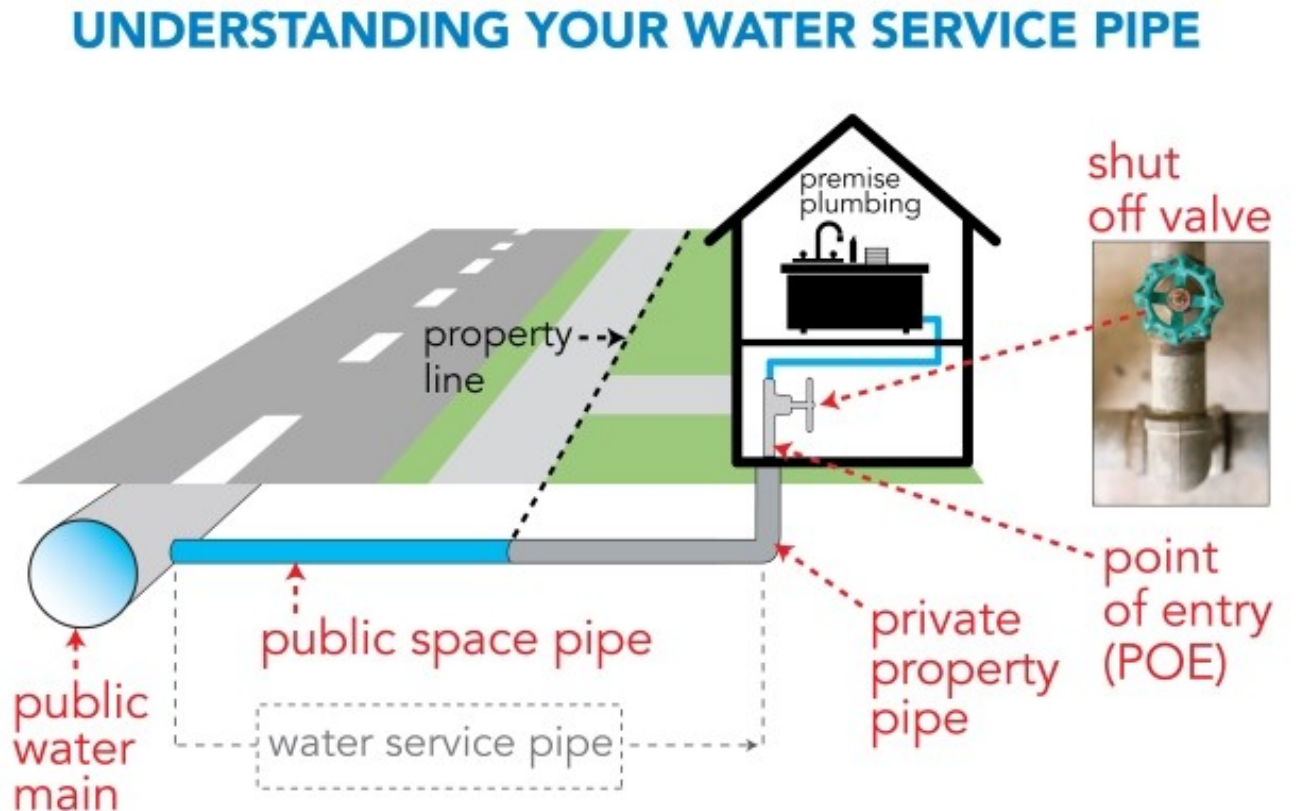 UNDERSTANDING YOUR WATER SERVICE PIPE
shut
off valve
premise
plumbing
property
line
public space pipe
private
property
pipe
point
of entry
(POE)
public
water
main
water service pipe